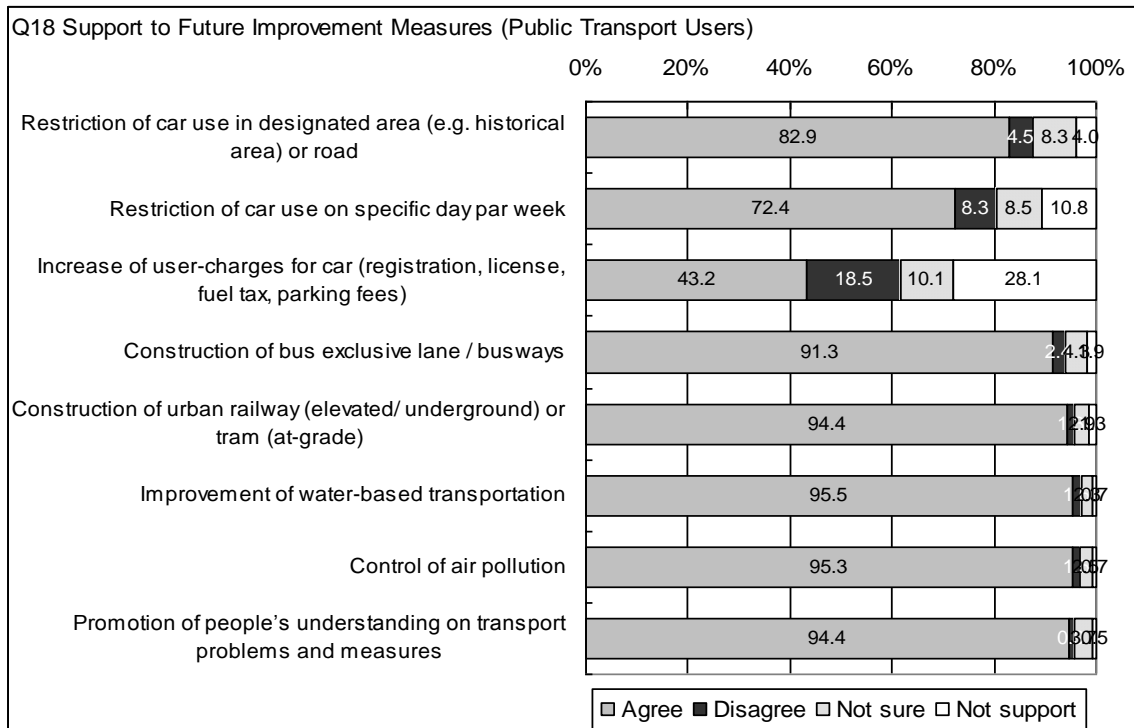 Q18 Support to Future Improvement Measures (Public Transport Users)
0% 20% 40% 60% 80% 100%
Restriction of car use in designated area (e.g. historical
area) or road
82.9 4.5 8.3 4.0
Restriction of car use on specific day par week
72.4 8.3 8.5 10.8
Increase of user-charges for car (registration, license,
fuel tax, parking fees)
43.2 18.5 10.1 28.1
Construction of bus exclusive lane / busways
91.3
Construction of urban railway (elevated/ underground) or
tram (at-grade)
94.4
Improvement of water-based transportation
95.5
Control of air pollution
95.3
Promotion of people's understanding on transport
problems and measures
94.4
Agree Disagree Not sure Not support